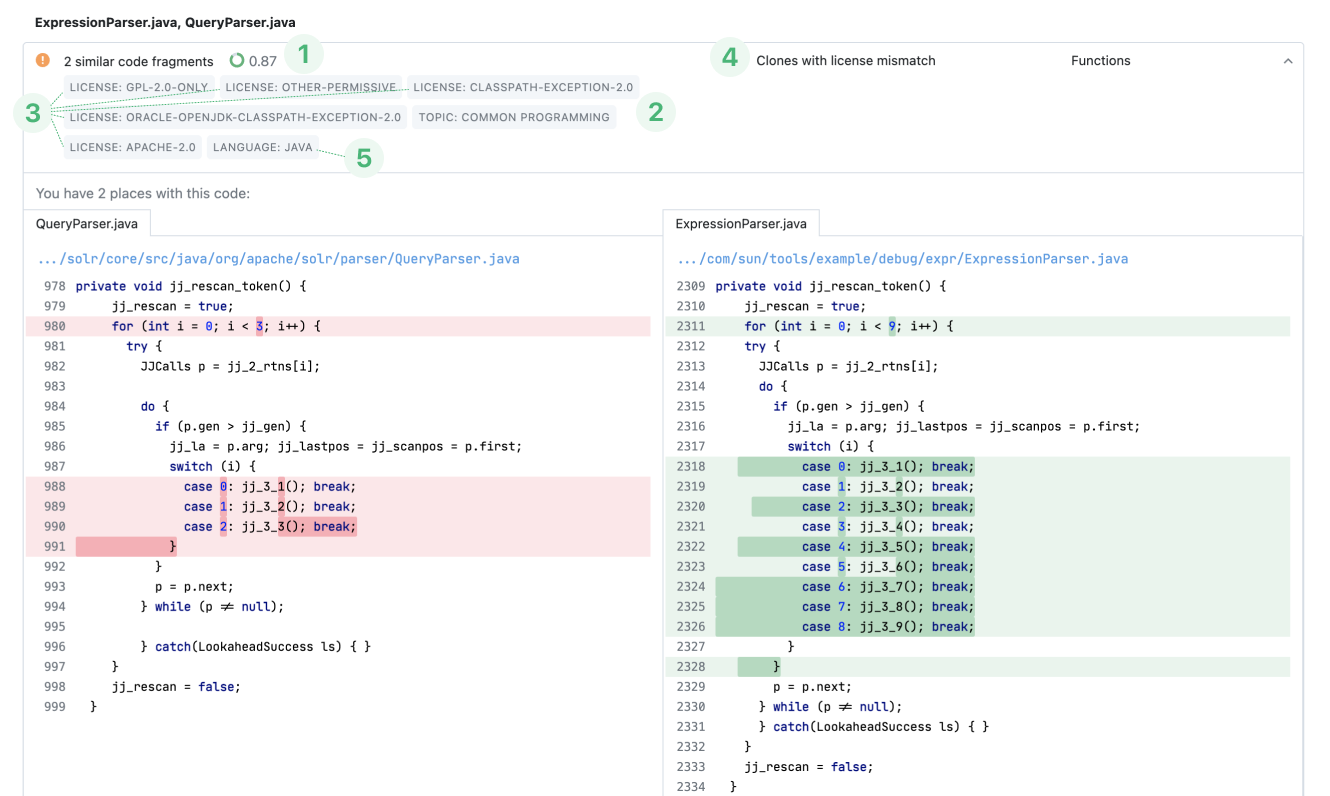 ExpressionParser.java, QueryParser.java
! 2 similar code fragments 0.87 1 4 Clones with license mismatch Functions
LICENSE: GPL-2.0-ONLY LICENSE: OTHER-PERMISSIVE LICENSE: CLASSPATH-EXCEPTION-2.0
3 LICENSE: ORACLE-OPENJDK-CLASSPATH-EXCEPTION-2.0 TOPIC: COMMON PROGRAMMING 2
LICENSE: APACHE-2.0 LANGUAGE: JAVA 5
You have 2 places with this code:
QueryParser.java
.../solr/core/src/java/org/apache/solr/parser/QueryParser.java
978 private void jj_rescan_token() {
979 jj_rescan = true;
980 for (int i = 0; i < 3; i++) {
981 try {
982 JJCalls p = jj_2_rtns[i];
983
984 do {
985 if (p.gen > jj_gen) {
986 jj_la = p.arg; jj_lastpos = jj_scanpos = p.first;
987 switch (i) {
988 case 0: jj_3_1(); break;
989 case 1: jj_3_2(); break;
990 case 2: jj_3_3(); break;
991 }
992 }
993 p = p.next;
994 } while (p ≠ null);
995
996 } catch(LookaheadSuccess ls) { }
997 }
998 jj_rescan = false;
999 }
ExpressionParser.java
.../com/sun/tools/example/debug/expr/ExpressionParser.java
2309 private void jj_rescan_token() {
2310 jj_rescan = true;
2311 for (int i = 0; i < 9; i++) {
2312 try {
2313 JJCalls p = jj_2_rtns[i];
2314 do {
2315 if (p.gen > jj_gen) {
2316 jj_la = p.arg; jj_lastpos = jj_scanpos = p.first;
2317 switch (i) {
2318 case 0: jj_3_1(); break;
2319 case 1: jj_3_2(); break;
2320 case 2: jj_3_3(); break;
2321 case 3: jj_3_4(); break;
2322 case 4: jj_3_5(); break;
2323 case 5: jj_3_6(); break;
2324 case 6: jj_3_7(); break;
2325 case 7: jj_3_8(); break;
2326 case 8: jj_3_9(); break;
2327 }
2328 }
2329 p = p.next;
2330 } while (p ≠ null);
2331 } catch(LookaheadSuccess ls) { }
2332 }
2333 jj_rescan = false;
2334 }